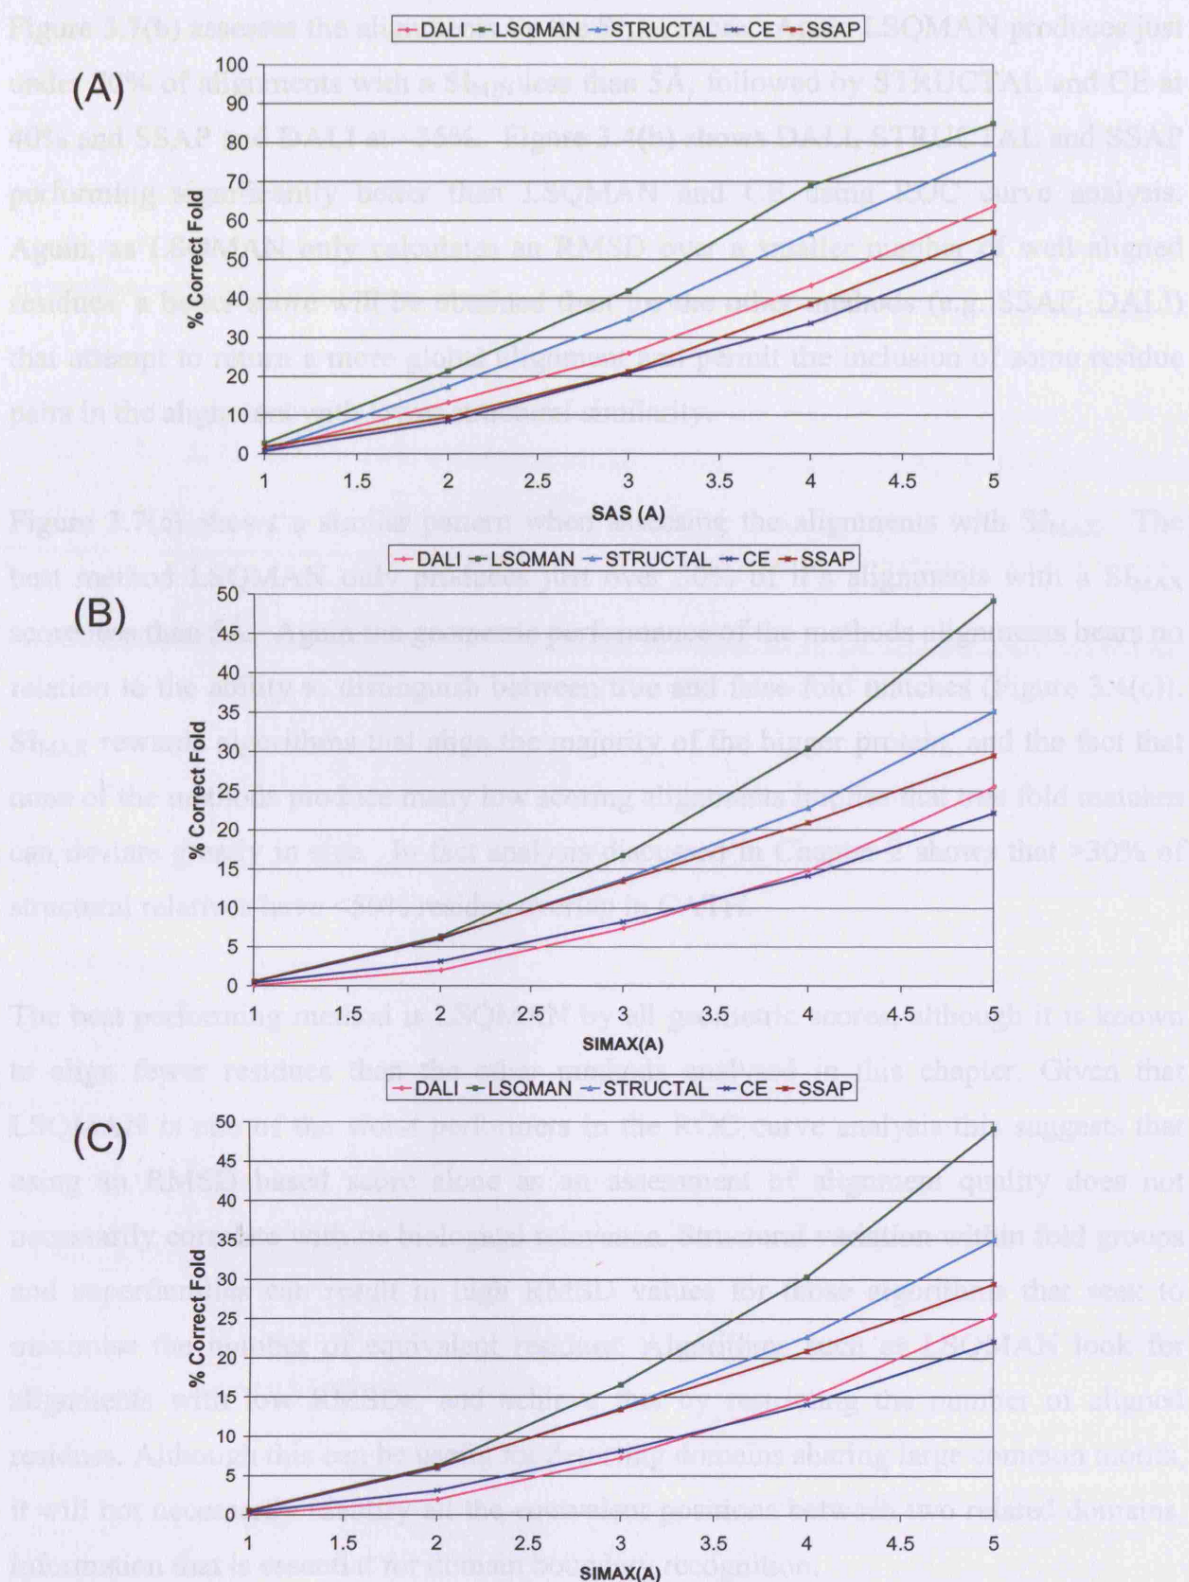 Figure 3.7(b) assesses the LSQMAN produces just
DALI LSQMAN STRUCTAL CE SSAP
(A)
under % of alignments with a less than 5Å, followed by STRUCTAL and CE at
40% and SSAP and DALI at ~35%. Figure 3.4(b) shows DALI, STRUCTAL and SSAP
performing significantly better than LSQMAN and CE using ROC curve analysis.
Again, as LSQMAN only calculates an RMSD over a smaller number of well aligned
residues a better score will be obtained than for the other methods (e.g. SSAP, DALI)
that attempt to return a more global alignment and permit the inclusion of some residue
pairs in the alignment with structural similarity.
% Correct Fold
100
90
80
70
60
50
40
30
20
10
0
1 1.5 2 2.5 3 3.5 4 4.5 5
SAS (A)
Figure 3.7(c) shows a similar pattern when assessing the alignments with SIMAX. The
DALI LSQMAN STRUCTAL CE SSAP
best method LSQMAN only produces just over of it's alignments with a SIMAX
(B)
score less than Again the geometric performance of the methods alignments bears no
relation to the ability to distinguish between true and false fold matches (Figure 3.4(c)).
SIMAX rewards algorithms that align the majority of the bigger protein, and the fact that
none of the methods produce many low scoring alignments implies that true fold matches
can deviate greatly in size. In fact analysis discussed in Chapter 2 shows that >30% of
structural relatives have <50% residue overlap in CATH.
% Correct Fold
50
45
40
35
30
25
20
15
10
5
0
1 1.5 2 2.5 3 3.5 4 4.5 5
SIMAX(A)
The best performing method is LSQMAN by all geometric scores, although it is known
to align fewer residues than the other methods analysed in this chapter. Given that
DALI LSQMAN STRUCTAL CE SSAP
(C)
LSQMAN is one of the worst performers in the ROC curve analysis this suggests that
using an RMSD based score alone as an assessment of alignment quality does not
necessarily correlate with its biological relevance. Structural variation within fold groups
and superfamilies can result in high RMSD values for those algorithms that seek to
maximise the number of equivalent residues. Algorithms such as LSQMAN look for
alignments with low RMSDs, and achieve this by restricting the number of aligned
residues. Although this can be useful for detecting domains sharing large common motifs,
it will not necessarily identify all the equivalent positions between two related domains,
information that is essential for domain boundary recognition.
% Correct Fold
50
45
40
35
30
25
20
15
10
5
0
1 1.5 2 2.5 3 3.5 4 4.5 5
SIMAX(A)